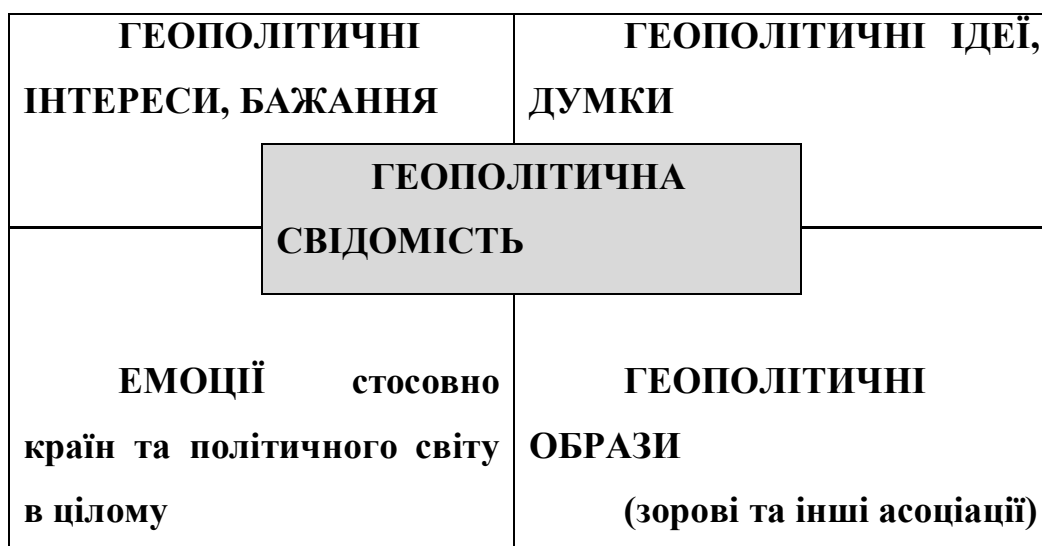 ГЕОПОЛІТИЧНІ
ІНТЕРЕСИ, БАЖАННЯ
ГЕОПОЛІТИЧНІ ІДЕЇ,
ДУМКИ
ГЕОПОЛІТИЧНА
СВІДОМІСТЬ
ЕМОЦІЇ стосовно
країн та політичного світу
в цілому
ГЕОПОЛІТИЧНІ
ОБРАЗИ
(зорові та інші асоціації)